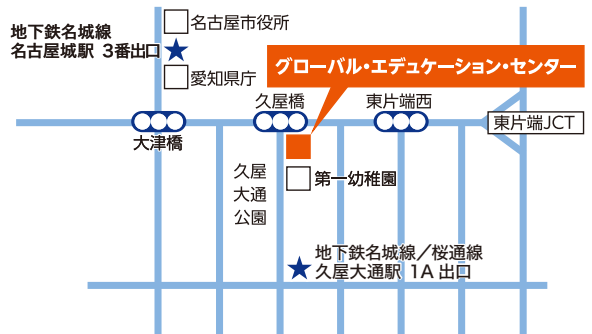 名古屋市役所
地下鉄名城線
名古屋城駅 3番出口
愛知県庁
グローバル・エデュケーション・センター
久屋橋
東片端西
東片端JCT
大津橋
久屋
大通
公園
第一幼稚園
地下鉄名城線／桜通線
久屋大通駅 1A 出口